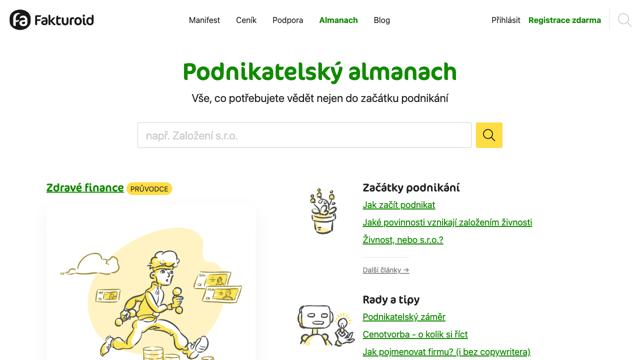 Fakturoid
Manifest Ceník Podpora Almanach Blog
Přihlásit Registrace zdarma
Podnikatelský almanach
Vše, co potřebujete vědět nejen do začátku podnikání
např. Založení s.r.o.
Zdravé finance PRŮVODCE
Začátky podnikání
Jak začít podnikat
Jaké povinnosti vznikají založením živnosti
Živnost, nebo s.r.o.?
Další články →
Rady a tipy
Podnikatelský záměr
Cenotvorba - o kolik si říct
Jak pojmenovat firmu? (i bez copywritera)